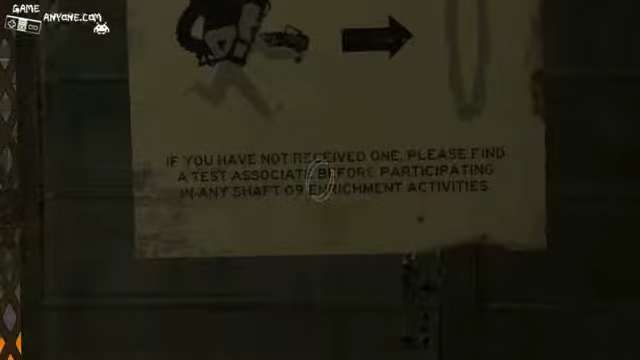 GAME
ANYONE.COM
IF YOU HAVE NOT RECEIVED ONE, PLEASE FIND
A TEST ASSOCIATE BEFORE PARTICIPATING
IN ANY SHAFT 09 ENRICHMENT ACTIVITIES